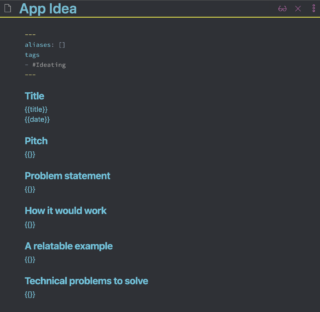 App Idea
---
aliases: []
tags
- #Ideating
---
Title
{{title}}
{{date}}
Pitch
{{}}
Problem statement
{{}}
How it would work
{{}}
A relatable example
{{}}
Technical problems to solve
{{}}